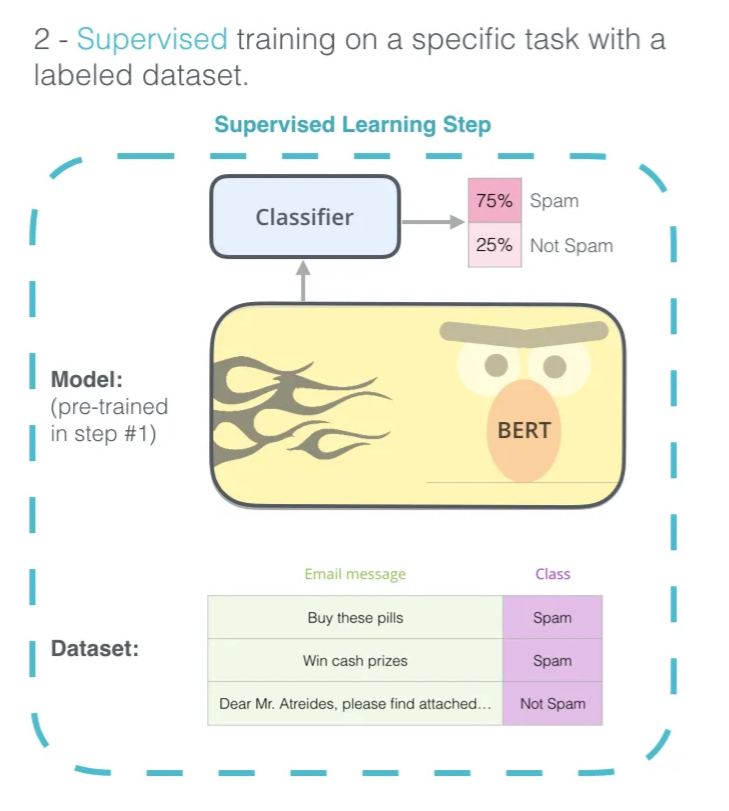 2 - Supervised training on a specific task with a
labeled dataset.
Supervised Learning Step
Classifier
75% Spam
25% Not Spam
Model:
(pre-trained
in step #1)
BERT
Email message Class
Dataset:
Buy these pills Spam
Win cash prizes Spam
Dear Mr. Atreides, please find attached... Not Spam